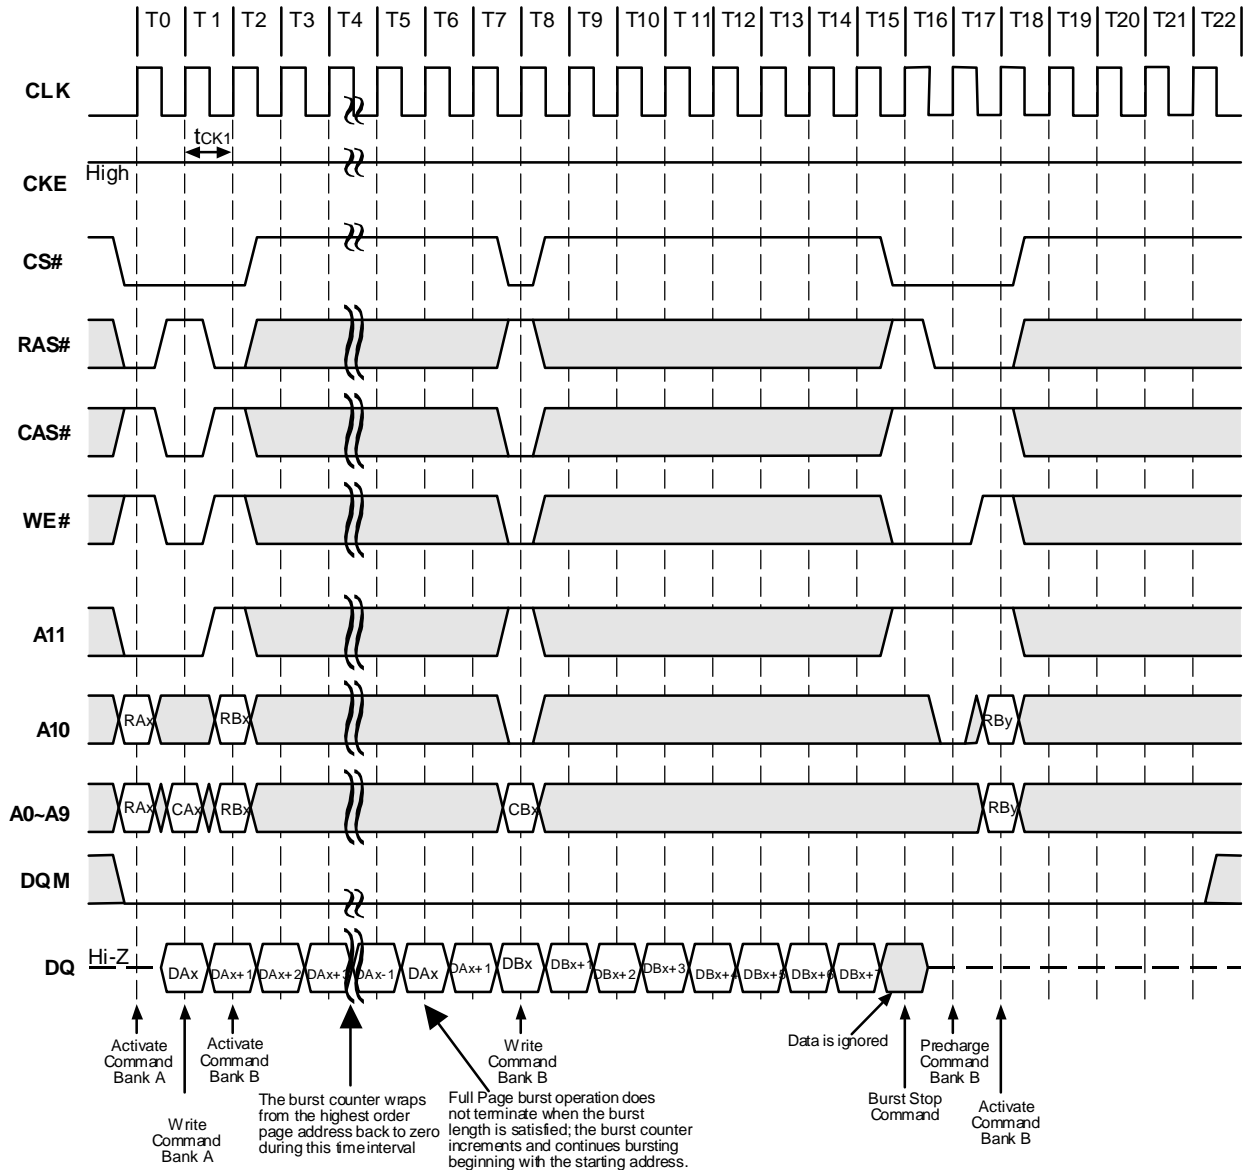 T0 T 1 T2 T3 T4 T5 T6 T7 T8 T9 T10 T 11 T12 T13 T14 T15 T16 T17 T18 T19 T20 T21 T22
CLK
tCK1
High
CKE
CS#
RAS#
CAS#
WE#
A11
A10
RAx RBx RBy
A0~A9
RAx CAx RBx CBx RBy
DQM
Hi-Z
DQ
DAx DAx+1 DAx+2 DAx+3 DAx-1 DAx DAx+1 DBx DBx+1 DBx+2 DBx+3 DBx+4 DBx+5 DBx+6 DBx+7
Activate
Command
Bank A
Write
Command
Bank A
Activate
Command
Bank B
The burst counter wraps
from the highest order
page address back to zero
during this time interval
Full Page burst operation does
not terminate when the burst
length is satisfied; the burst counter
increments and continues bursting
beginning with the starting address.
Write
Command
Bank B
Data is ignored
Burst Stop
Command
Precharge
Command
Bank B
Activate
Command
Bank B